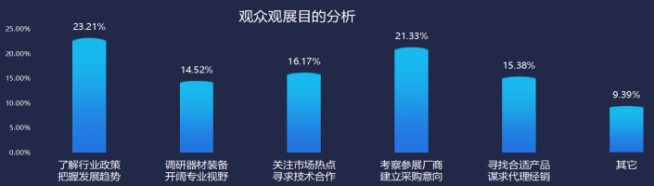 观众观展目的分析
25.00%
20.00%
15.00%
10.00%
5.00%
0.00%
23.21%
14.52%
16.17%
21.33%
15.38%
9.39%
了解行业政策
把握发展趋势
调研器材装备
开阔专业视野
关注市场热点
寻求技术合作
考察参展厂商
建立采购意向
寻找合适产品
谋求代理经销
其它